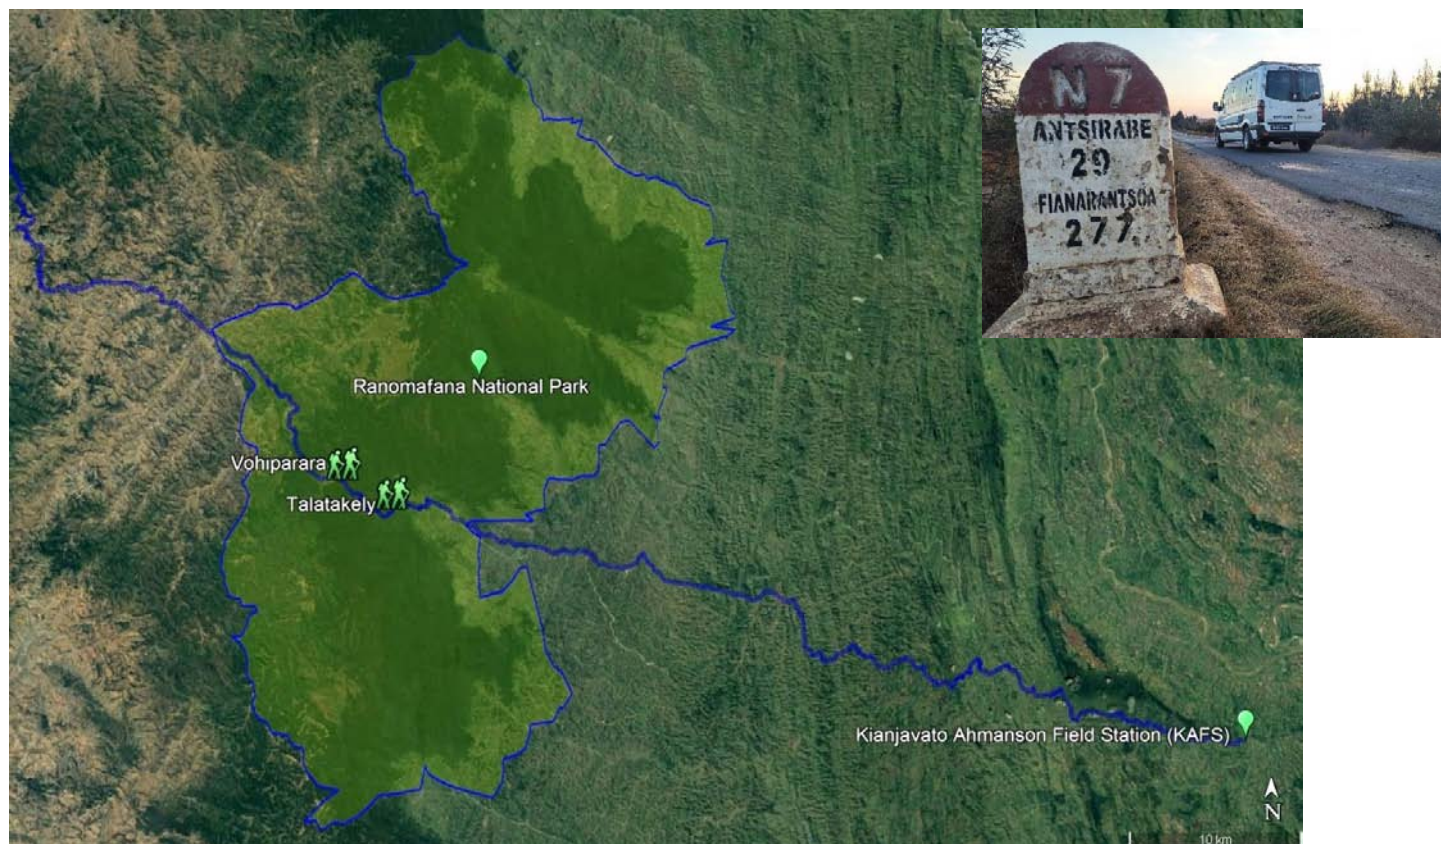 N 7
ANTSIRABE
29
FIANARANTSOA
277
Ranomafana National Park
Vohiparara
Talatakely
Kianjavato Ahmanson Field Station (KAFS)
N
10 km